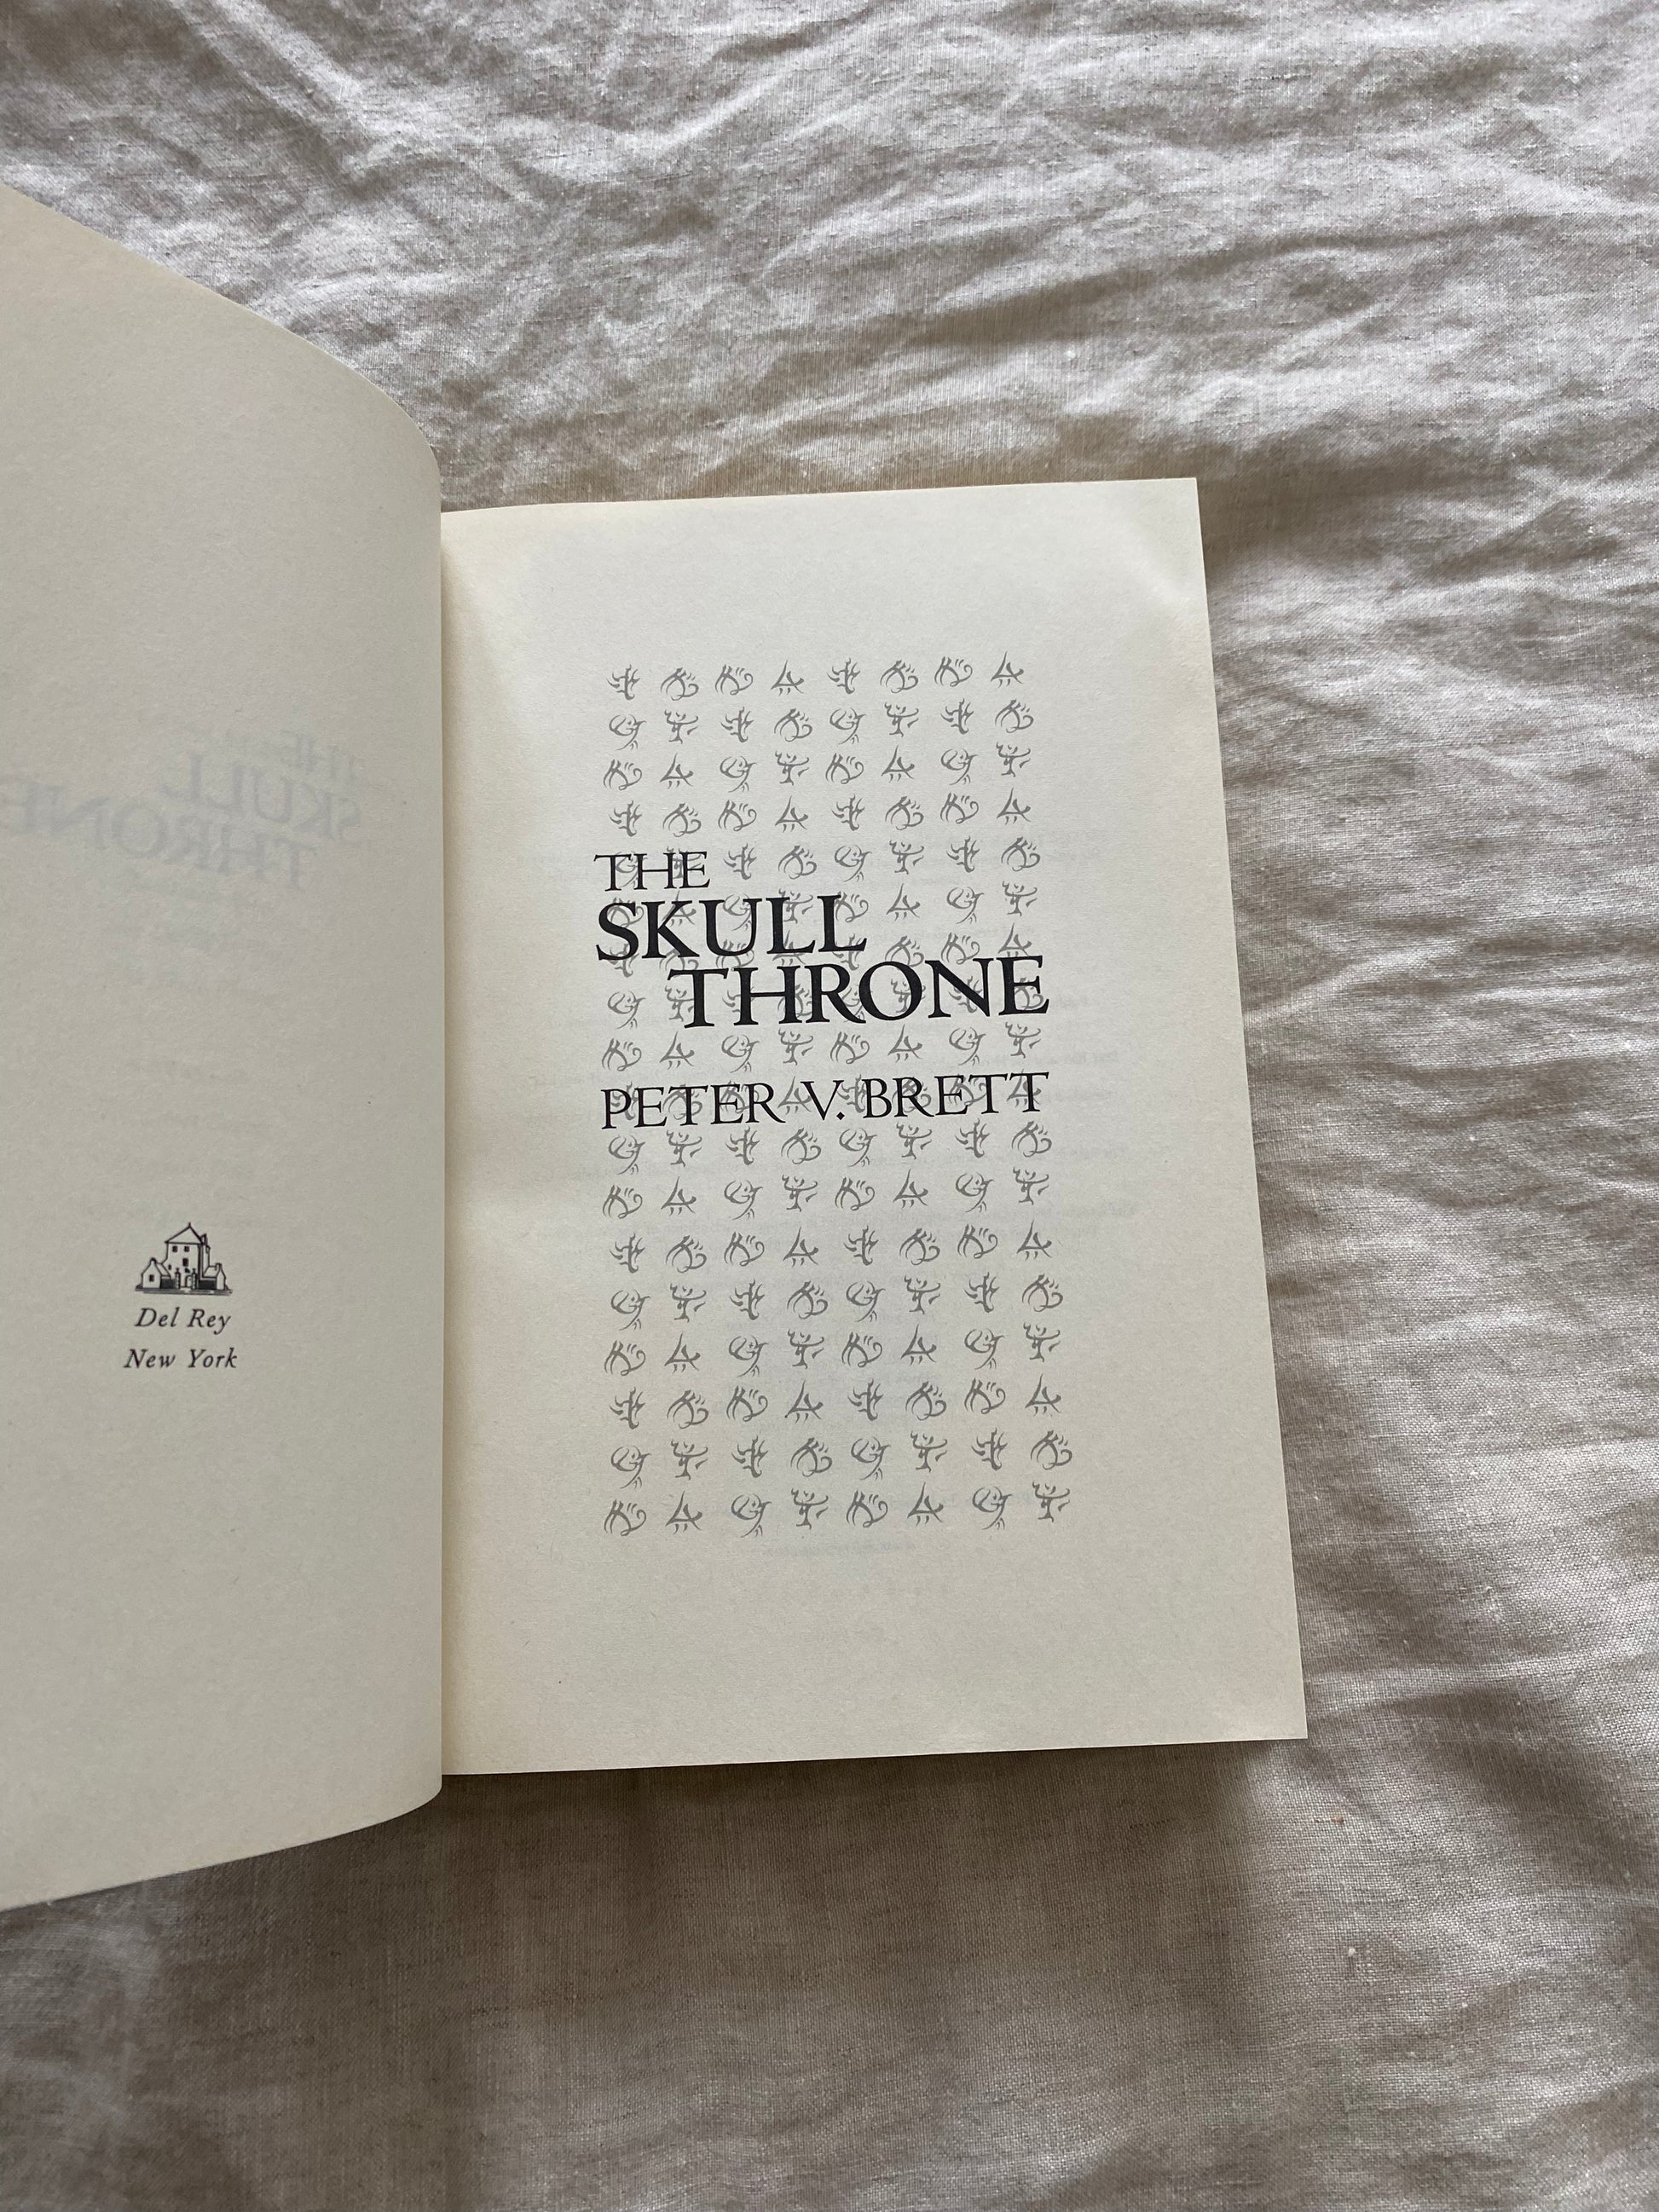 Del Rey
New York
THE
SKULL
THRONE
PETER V. BRETT